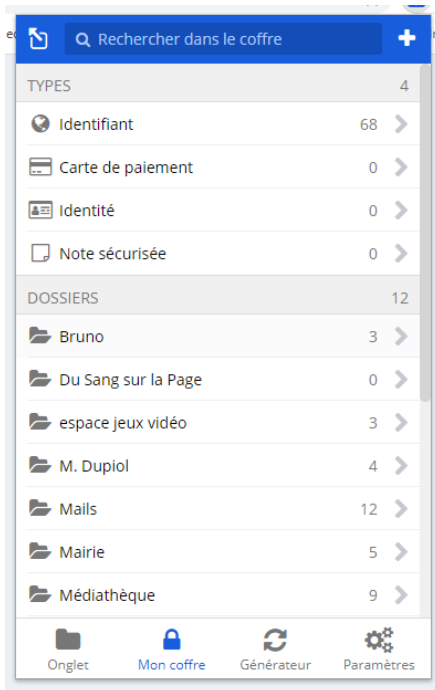 Rechercher dans le coffre
TYPES 4
Identifiant 68
Carte de paiement 0
Identité 0
Note sécurisée 0
DOSSIERS 12
Bruno 3
Du Sang sur la Page 0
espace jeux vidéo 3
M. Dupiol 4
Mails 12
Mairie 5
Médiathèque 9
Onglet Mon coffre Générateur Paramètres